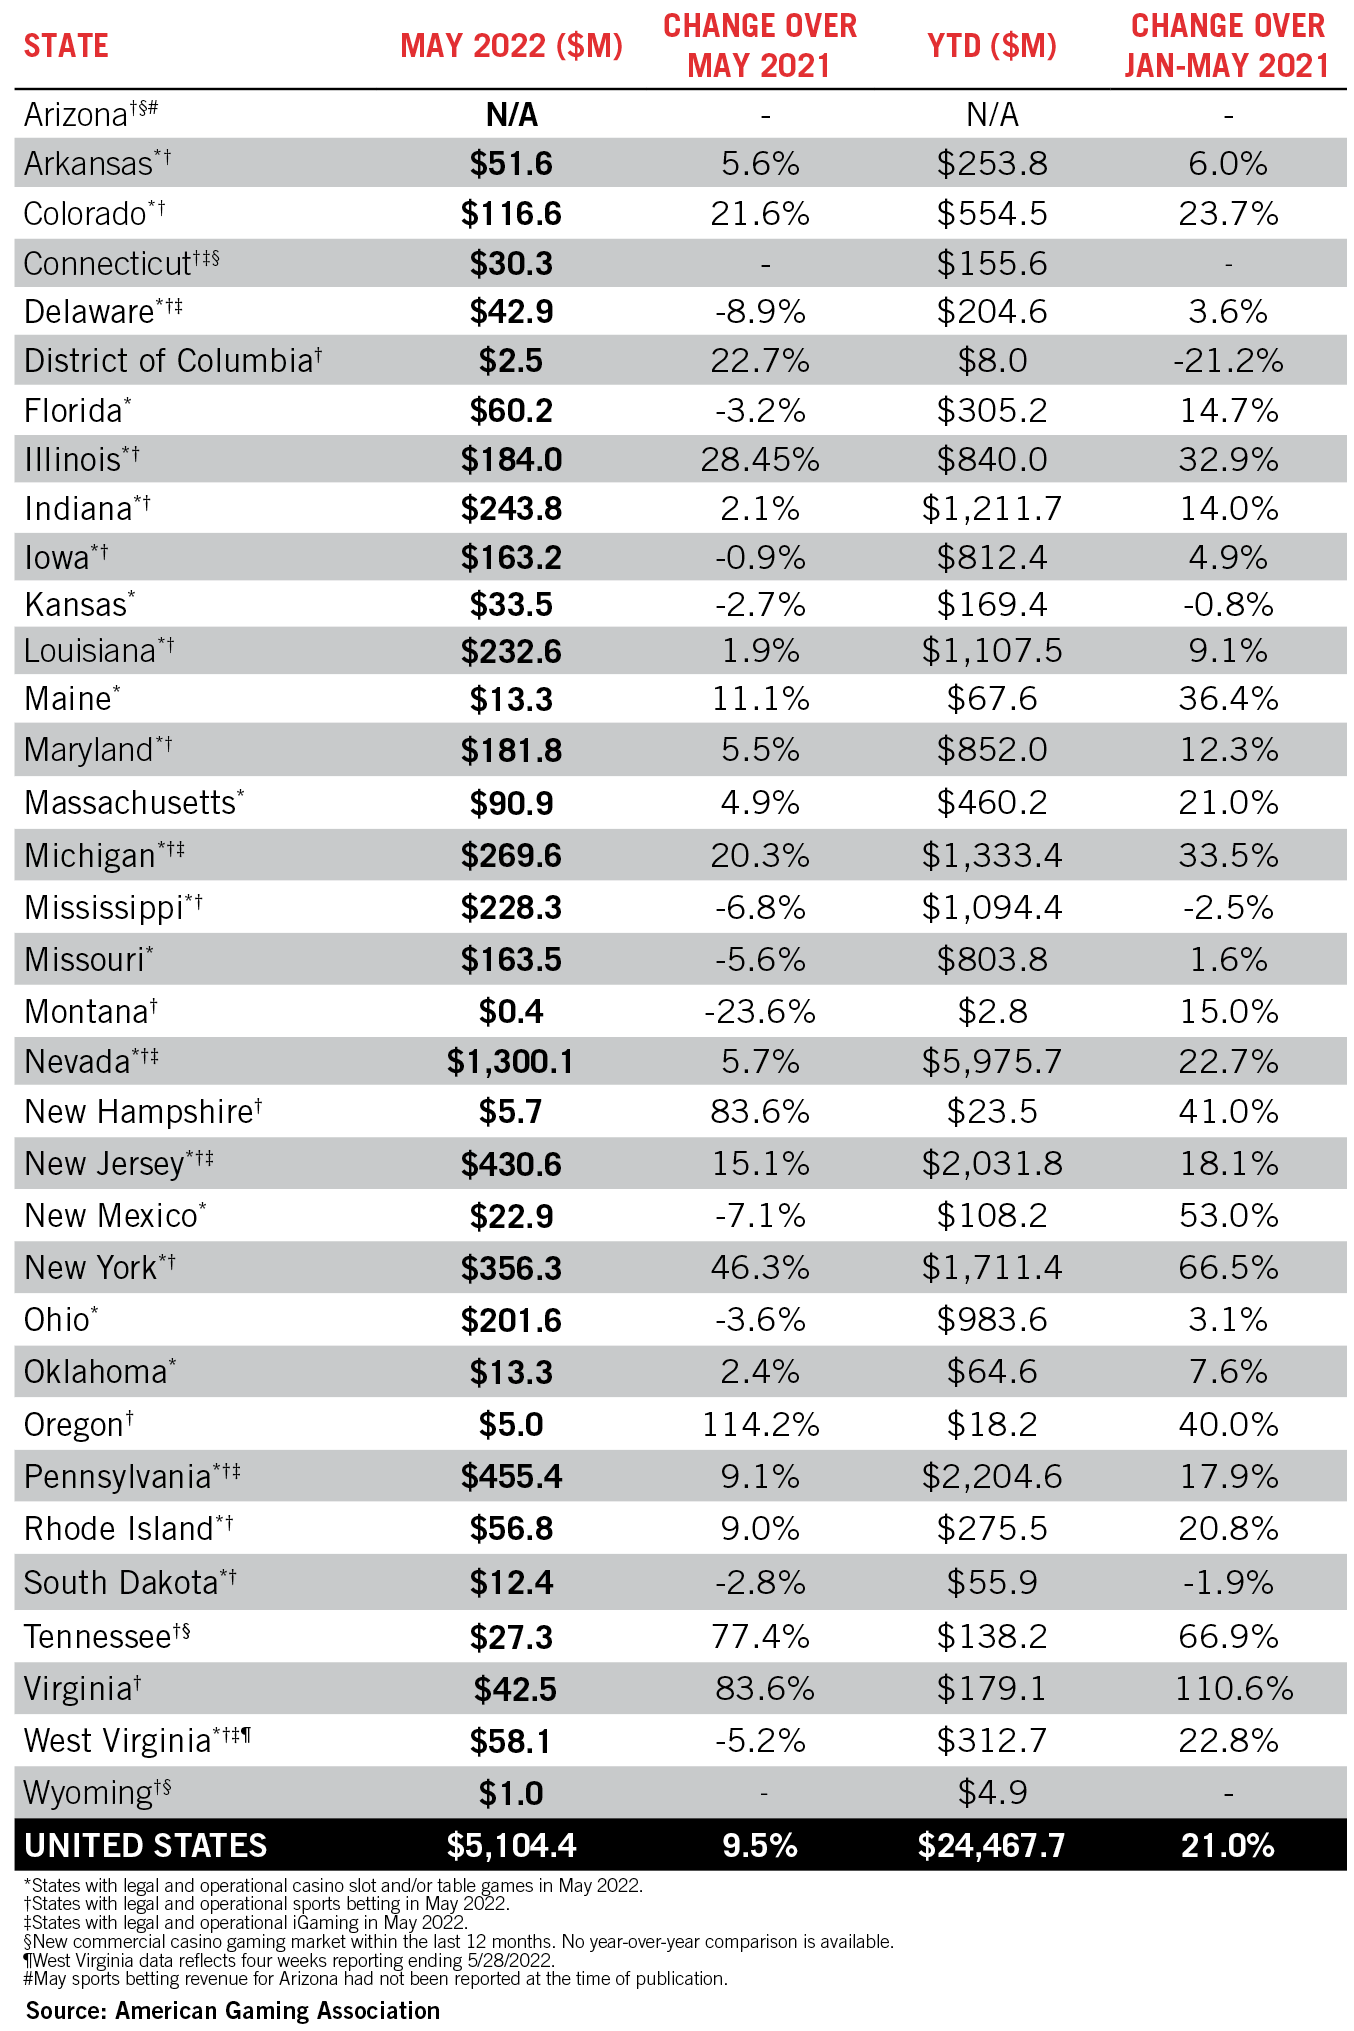 STATE MAY 2022 ($M) CHANGE OVER MAY 2021 YTD ($M) CHANGE OVER JAN-MAY 2021
Arizona†§# N/A - N/A -
Arkansas*† $51.6 5.6% $253.8 6.0%
Colorado*† $116.6 21.6% $554.5 23.7%
Connecticut†‡§ $30.3 - $155.6 -
Delaware*†‡ $42.9 -8.9% $204.6 3.6%
District of Columbia† $2.5 22.7% $8.0 -21.2%
Florida* $60.2 -3.2% $305.2 14.7%
Illinois*† $184.0 28.45% $840.0 32.9%
Indiana*† $243.8 2.1% $1,211.7 14.0%
Iowa*† $163.2 -0.9% $812.4 4.9%
Kansas* $33.5 -2.7% $169.4 -0.8%
Louisiana*† $232.6 1.9% $1,107.5 9.1%
Maine* $13.3 11.1% $67.6 36.4%
Maryland*† $181.8 5.5% $852.0 12.3%
Massachusetts* $90.9 4.9% $460.2 21.0%
Michigan*†‡ $269.6 20.3% $1,333.4 33.5%
Mississippi*† $228.3 -6.8% $1,094.4 -2.5%
Missouri* $163.5 -5.6% $803.8 1.6%
Montana† $0.4 -23.6% $2.8 15.0%
Nevada*†‡ $1,300.1 5.7% $5,975.7 22.7%
New Hampshire† $5.7 83.6% $23.5 41.0%
New Jersey*†‡ $430.6 15.1% $2,031.8 18.1%
New Mexico* $22.9 -7.1% $108.2 53.0%
New York*† $356.3 46.3% $1,711.4 66.5%
Ohio* $201.6 -3.6% $983.6 3.1%
Oklahoma* $13.3 2.4% $64.6 7.6%
Oregon† $5.0 114.2% $18.2 40.0%
Pennsylvania*†‡ $455.4 9.1% $2,204.6 17.9%
Rhode Island*† $56.8 9.0% $275.5 20.8%
South Dakota*† $12.4 -2.8% $55.9 -1.9%
Tennessee†§ $27.3 77.4% $138.2 66.9%
Virginia† $42.5 83.6% $179.1 110.6%
West Virginia*†‡¶ $58.1 -5.2% $312.7 22.8%
Wyoming†§ $1.0 - $4.9 -
UNITED STATES $5,104.4 9.5% $24,467.7 21.0%
*States with legal and operational casino slot and/or table games in May 2022.
†States with legal and operational sports betting in May 2022.
‡States with legal and operational iGaming in May 2022.
§New commercial casino gaming market within the last 12 months. No year-over-year comparison is available.
¶West Virginia data reflects four weeks reporting ending 5/28/2022.
#May sports betting revenue for Arizona had not been reported at the time of publication.
Source: American Gaming Association